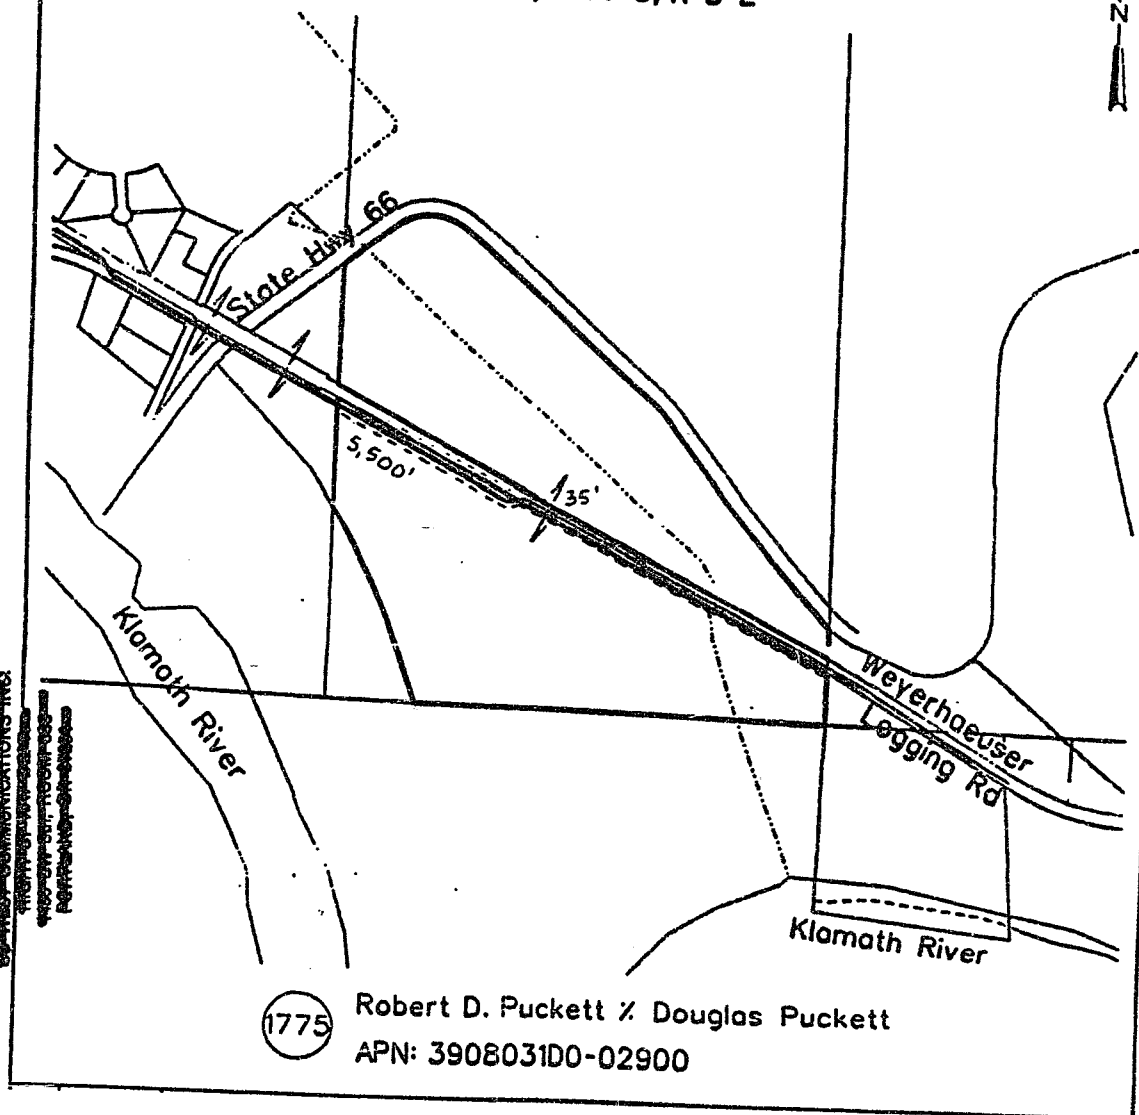 N
State Hwy 66
5,500'
35'
Klamath River
Weyerhaeuser
Logging Rd
Klamath River
1775
Robert D. Puckett % Douglas Puckett
APN: 3908031D0-02900